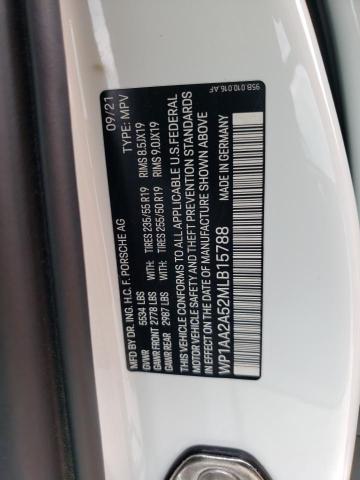 95B.010.016.AF
MFD BY DR. ING. H.C. F. PORSCHE AG 09/21
GVWR 5534 LBS TYPE: MPV
GAWR FRONT 2778 LBS WITH: TIRES 235/55 R19 RIMS 8.5JX19
GAWR REAR 2987 LBS WITH: TIRES 255/50 R19 RIMS 9.0JX19
THIS VEHICLE CONFORMS TO ALL APPLICABLE U.S. FEDERAL
MOTOR VEHICLE SAFETY AND THEFT PREVENTION STANDARDS
IN EFFECT ON THE DATE OF MANUFACTURE SHOWN ABOVE
WP1AA2A52MLB15788 MADE IN GERMANY